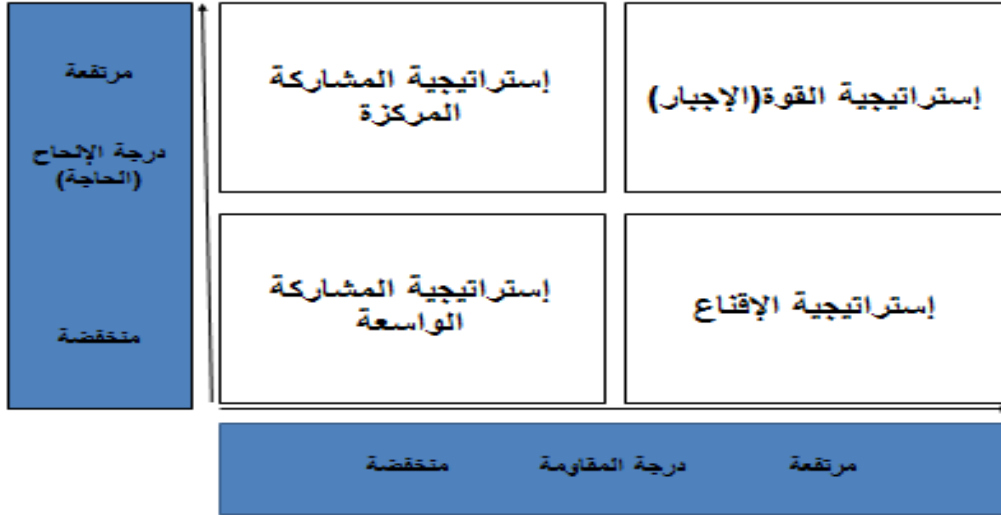 مرتفعة
درجة الإلحاح
(الحاجة)
منخفضة
إستراتيجية المشاركة
المركزة
إستراتيجية القوة(الإجبار)
إستراتيجية المشاركة
الواسعة
إستراتيجية الإقناع
منخفضة درجة المقاومة مرتفعة